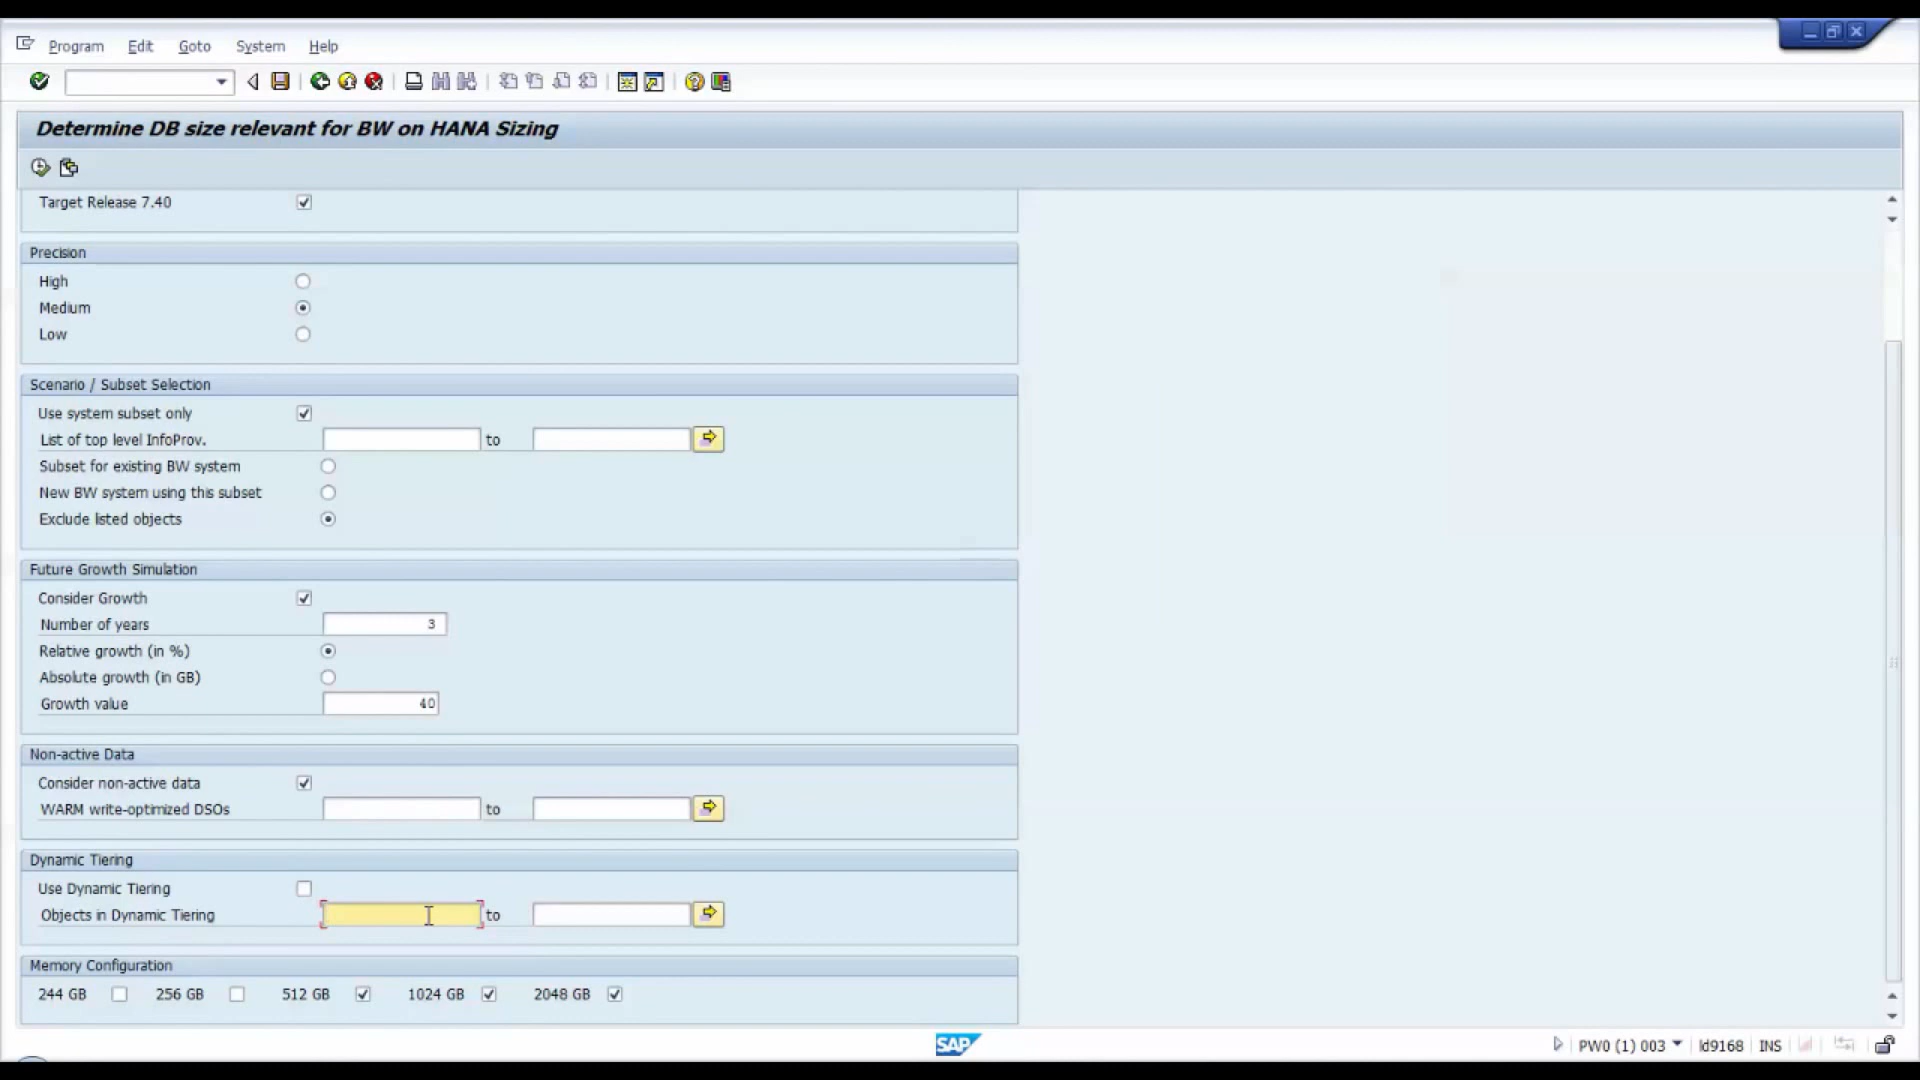 Program Edit Goto System Help
Determine DB size relevant for BW on HANA Sizing
Target Release 7.40
Precision
High
Medium
Low
Scenario / Subset Selection
Use system subset only
List of top level InfoProv. to
Subset for existing BW system
New BW system using this subset
Exclude listed objects
Future Growth Simulation
Consider Growth
Number of years 3
Relative growth (in %)
Absolute growth (in GB)
Growth value 40
Non-active Data
Consider non-active data
WARM write-optimized DSOs to
Dynamic Tiering
Use Dynamic Tiering
Objects in Dynamic Tiering to
Memory Configuration
244 GB 256 GB 512 GB 1024 GB 2048 GB
SAP PW0 (1) 003 ld9168 INS